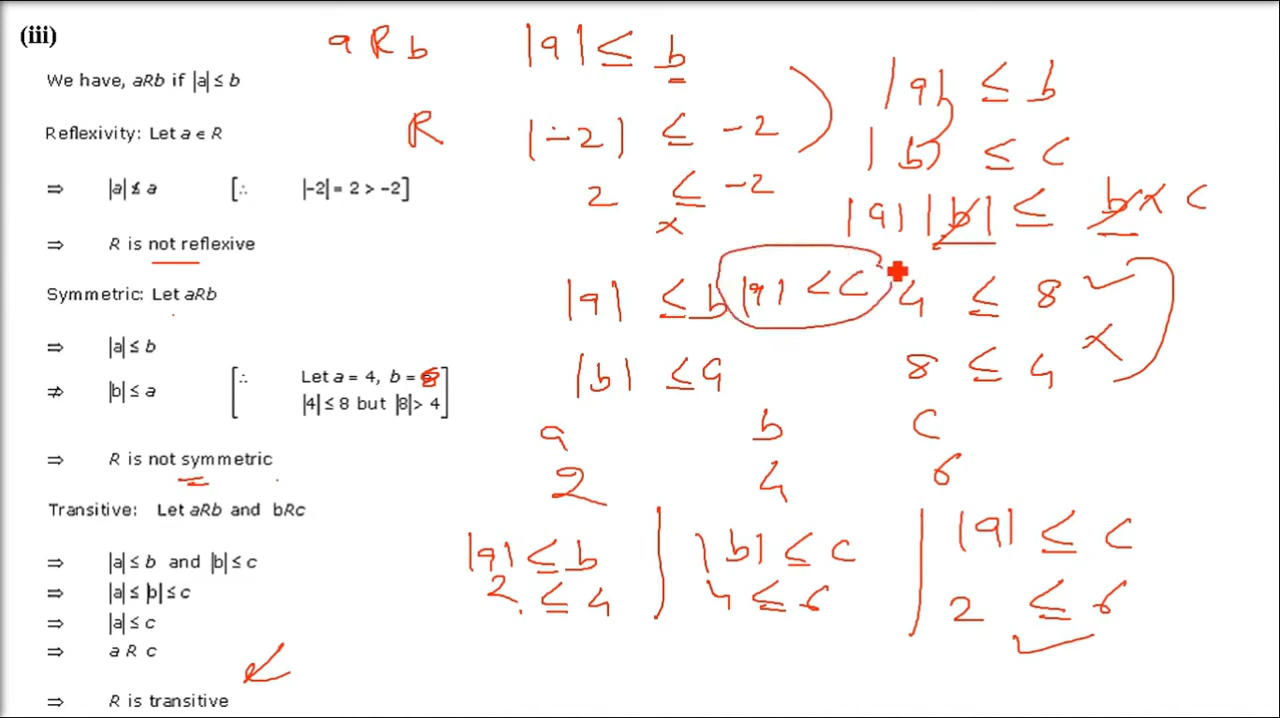 (iii)
We have, aRb if |a| ≤ b
Reflexivity: Let a ∈ R
⇒ |a| ≰ a [∴ |−2| = 2 > −2]
⇒ R is not reflexive
Symmetric: Let aRb
⇒ |a| ≤ b
⇏ |b| ≤ a [∴ Let a = 4, b = 8
|4| ≤ 8 but |8| > 4]
⇒ R is not symmetric
Transitive: Let aRb and bRc
⇒ |a| ≤ b and |b| ≤ c
⇒ |a| ≤ |b| ≤ c
⇒ |a| ≤ c
⇒ a R c
⇒ R is transitive
a R b |a| ≤ b
R |−2| ≤ −2
2 ≤ −2
×
|a| ≤ b
|b| ≤ c
|a| |b| ≤ b × c
|a| ≤ b |a| < c
|b| ≤ a
4 ≤ 8 ✓
8 ≤ 4 ×
a b c
2 4 6
|a| ≤ b |b| ≤ c |a| ≤ c
2 ≤ 4 4 ≤ 6 2 ≤ 6
✓